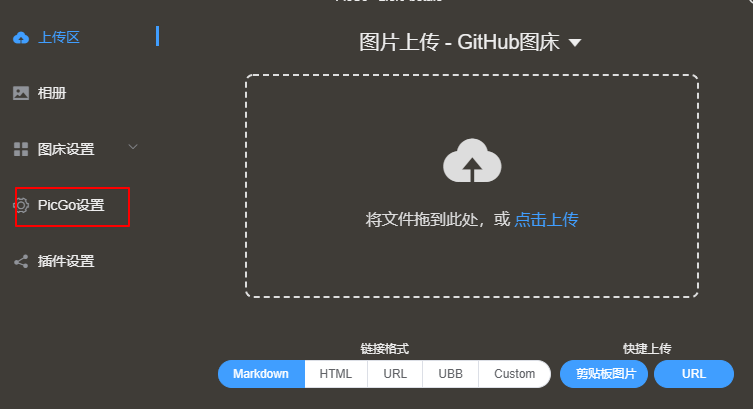 上传区
相册
图床设置
PicGo设置
插件设置
图片上传 - GitHub图床
将文件拖到此处，或 点击上传
链接格式
快捷上传
Markdown HTML URL UBB Custom
剪贴板图片 URL